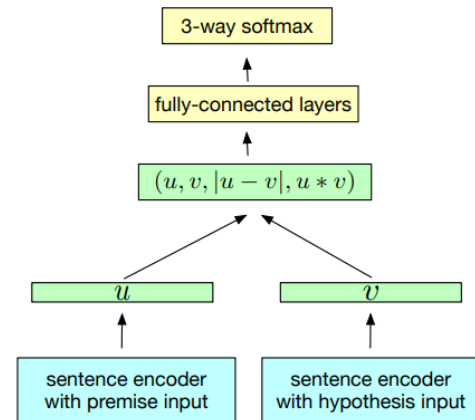 3-way softmax
fully-connected layers
(u, v, |u − v|, u * v)
u
v
sentence encoder
with premise input
sentence encoder
with hypothesis input